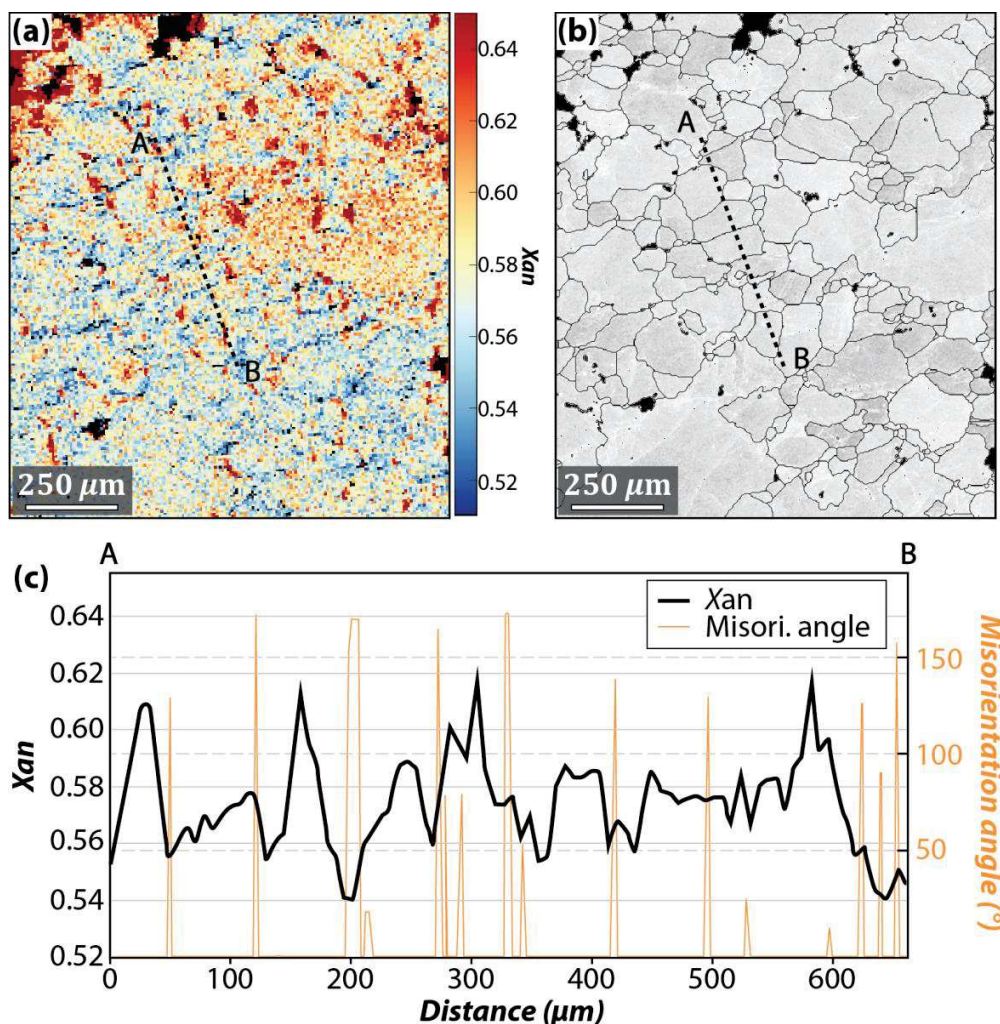 (a)
A
B
250 μm
0.64
0.62
0.60
0.58
0.56
0.54
0.52
Xan
(b)
A
B
250 μm
(c)
A
B
Xan
Misori. angle
0.64
0.62
0.60
0.58
0.56
0.54
0.52
Xan
150
100
50
Misorientation
angle (°)
0
100
200
300
400
500
600
Distance (μm)